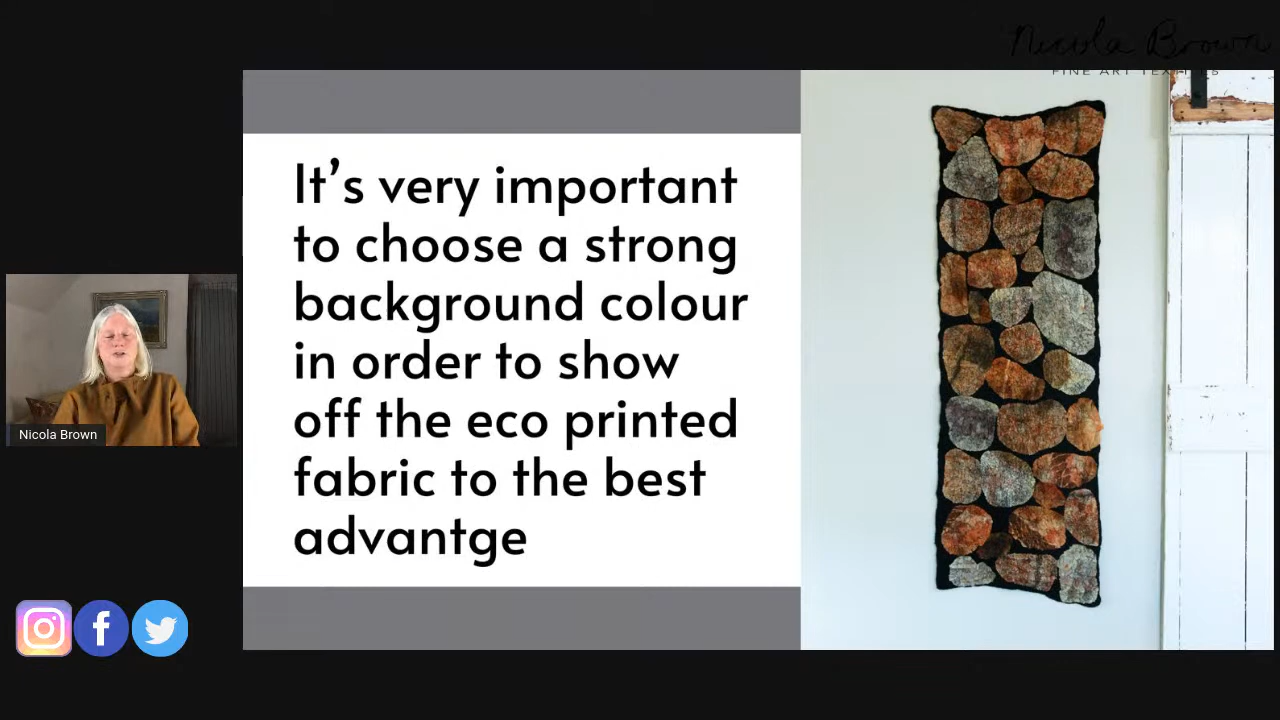 Nicola Brown
FINE ART TEXTILES
It's very important
to choose a strong
background colour
in order to show
off the eco printed
fabric to the best
advantge
Nicola Brown